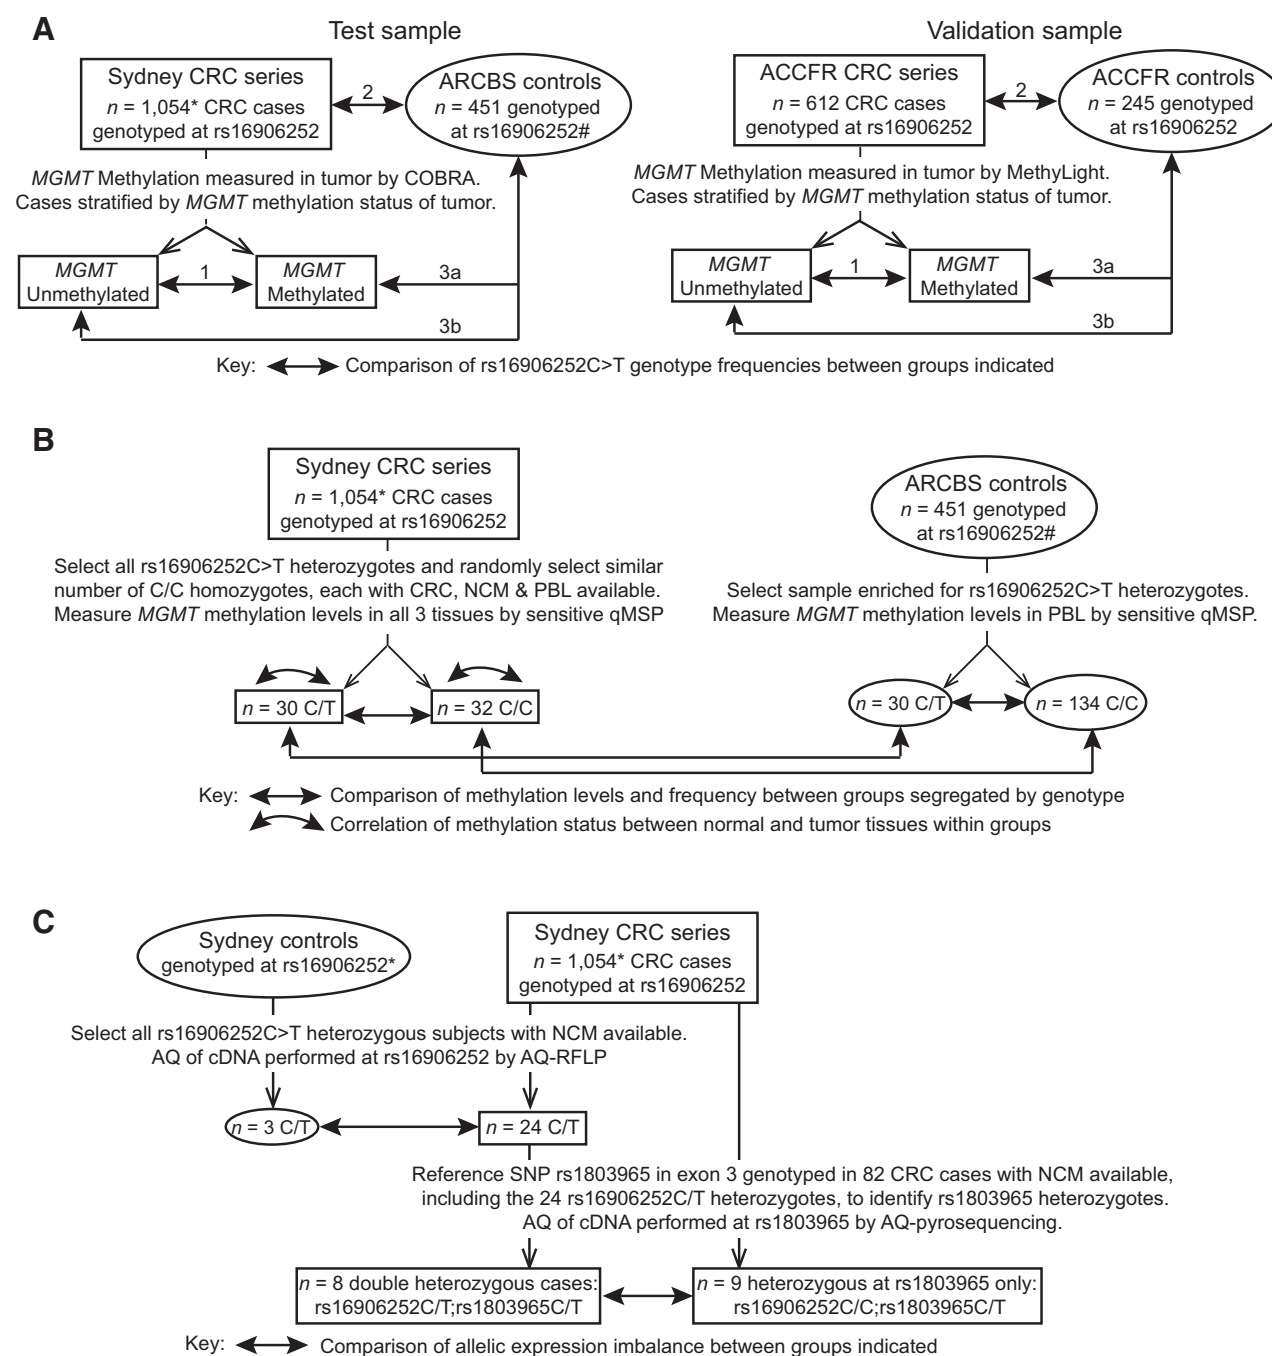 A
Test sample
Validation sample
Sydney CRC series
n = 1,054* CRC cases
genotyped at rs16906252
2
ARCBS controls
n = 451 genotyped
at rs16906252#
ACCFR CRC series
n = 612 CRC cases
genotyped at rs16906252
2
ACCFR controls
n = 245 genotyped
at rs16906252
MGMT Methylation measured in tumor by COBRA.
Cases stratified by MGMT methylation status of tumor.
MGMT Methylation measured in tumor by MethyLight.
Cases stratified by MGMT methylation status of tumor.
MGMT
Unmethylated
1
MGMT
Methylated
3a
3b
MGMT
Unmethylated
1
MGMT
Methylated
3a
3b
Key: Comparison of rs16906252C>T genotype frequencies between groups indicated
B
Sydney CRC series
n = 1,054* CRC cases
genotyped at rs16906252
ARCBS controls
n = 451 genotyped
at rs16906252#
Select all rs16906252C>T heterozygotes and randomly select similar
number of C/C homozygotes, each with CRC, NCM & PBL available.
Measure MGMT methylation levels in all 3 tissues by sensitive qMSP
Select sample enriched for rs16906252C>T heterozygotes.
Measure MGMT methylation levels in PBL by sensitive qMSP.
n = 30 C/T
n = 32 C/C
n = 30 C/T
n = 134 C/C
Key: Comparison of methylation levels and frequency between groups segregated by genotype
Correlation of methylation status between normal and tumor tissues within groups
C
Sydney controls
genotyped at rs16906252*
Sydney CRC series
n = 1,054* CRC cases
genotyped at rs16906252
Select all rs16906252C>T heterozygous subjects with NCM available.
AQ of cDNA performed at rs16906252 by AQ-RFLP
n = 3 C/T
n = 24 C/T
Reference SNP rs1803965 in exon 3 genotyped in 82 CRC cases with NCM available,
including the 24 rs16906252C/T heterozygotes, to identify rs1803965 heterozygotes.
AQ of cDNA performed at rs1803965 by AQ-pyrosequencing.
n = 8 double heterozygous cases:
rs16906252C/T;rs1803965C/T
n = 9 heterozygous at rs1803965 only:
rs16906252C/C;rs1803965C/T
Key: Comparison of allelic expression imbalance between groups indicated